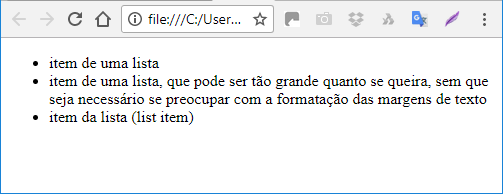 file:///C:/User...
item de uma lista
item de uma lista, que pode ser tão grande quanto se queira, sem que
seja necessário se preocupar com a formatação das margens de texto
item da lista (list item)